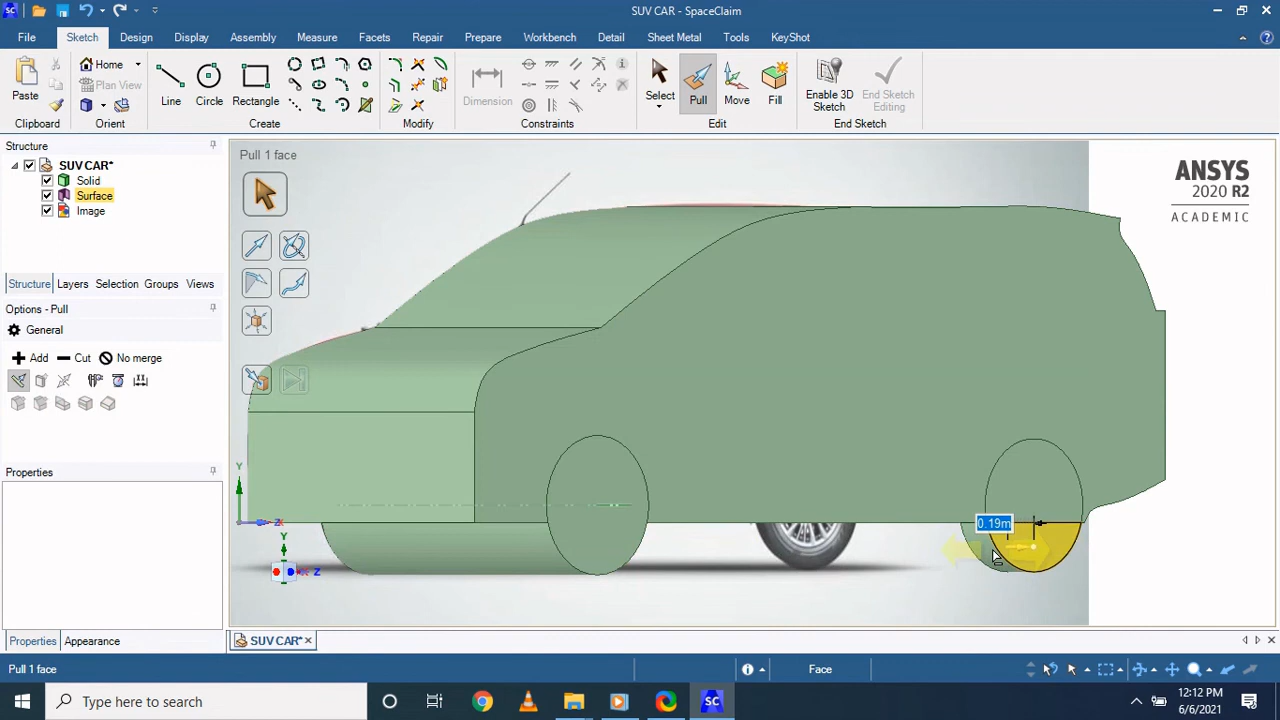 SUV CAR - SpaceClaim
File Sketch Design Display Assembly Measure Facets Repair Prepare Workbench Detail Sheet Metal Tools KeyShot
Paste
Clipboard
Home
Plan View
Orient
Line
Circle
Rectangle
Create
Modify
Dimension
Constraints
Select
Pull
Move
Fill
Edit
Enable 3D
Sketch
End Sketch
Editing
End Sketch
Structure
SUV CAR*
Solid
Surface
Image
Structure Layers Selection Groups Views
Options - Pull
General
Add Cut No merge
Properties
Properties Appearance
Pull 1 face
ANSYS
2020 R2
ACADEMIC
0.19m
Y
Z
X
Y
Z
X
SUV CAR*
Pull 1 face
Face
Type here to search
SC
12:12 PM
6/6/2021